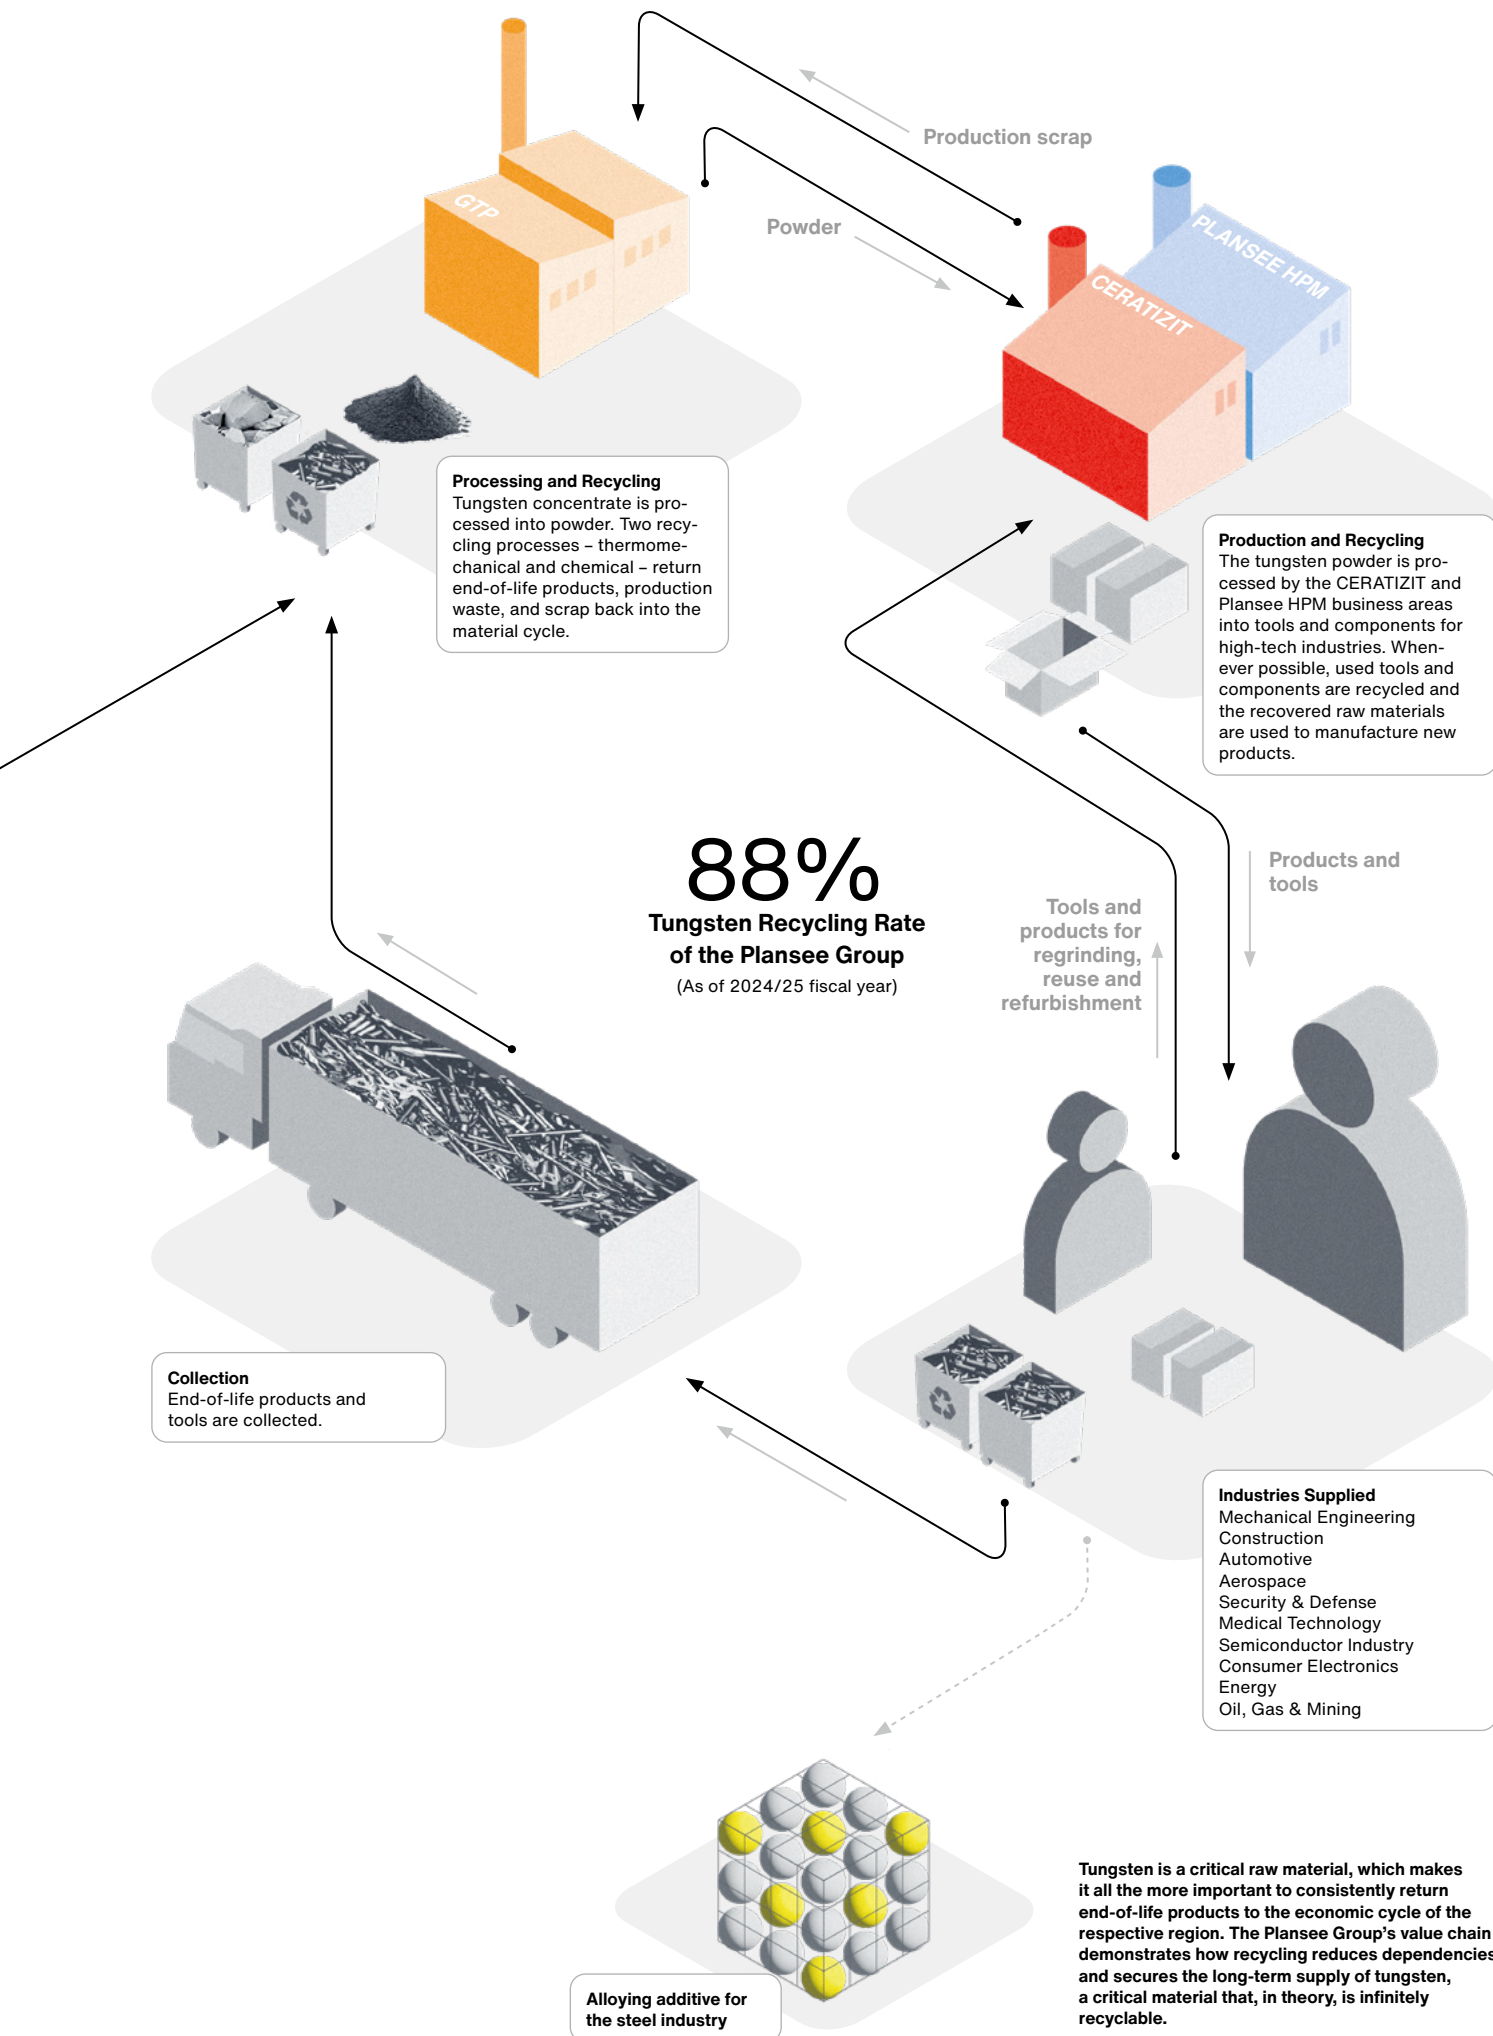 Production scrap
GTP
Powder
PLANSEE HPM
CERATIZIT
Processing and Recycling
Tungsten concentrate is pro-
cessed into powder. Two recy-
cling processes – thermome-
chanical and chemical – return
end-of-life products, production
waste, and scrap back into the
material cycle.
Production and Recycling
The tungsten powder is pro-
cessed by the CERATIZIT and
Plansee HPM business areas
into tools and components for
high-tech industries. When-
ever possible, used tools and
components are recycled and
the recovered raw materials
are used to manufacture new
products.
88%
Tungsten Recycling Rate
of the Plansee Group
(As of 2024/25 fiscal year)
Products and
tools
Tools and
products for
regrinding,
reuse and
refurbishment
Collection
End-of-life products and
tools are collected.
Industries Supplied
Mechanical Engineering
Construction
Automotive
Aerospace
Security & Defense
Medical Technology
Semiconductor Industry
Consumer Electronics
Energy
Oil, Gas & Mining
Alloying additive for
the steel industry
Tungsten is a critical raw material, which makes
it all the more important to consistently return
end-of-life products to the economic cycle of the
respective region. The Plansee Group's value chain
demonstrates how recycling reduces dependencies
and secures the long-term supply of tungsten,
a critical material that, in theory, is infinitely
recyclable.